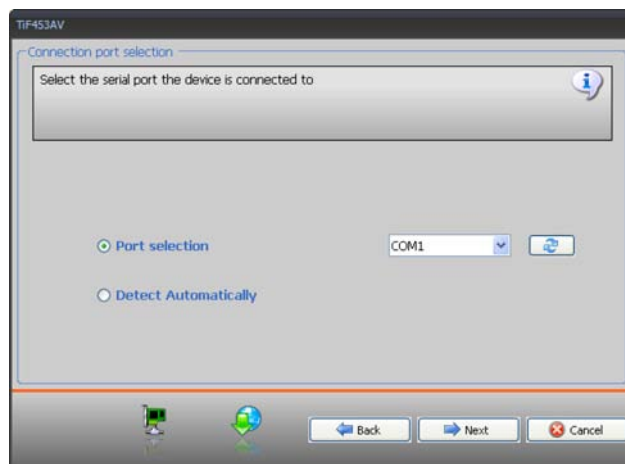 TiF453AV
Connection port selection
Select the serial port the device is connected to
Port selection
COM1
Detect Automatically
Back
Next
Cancel